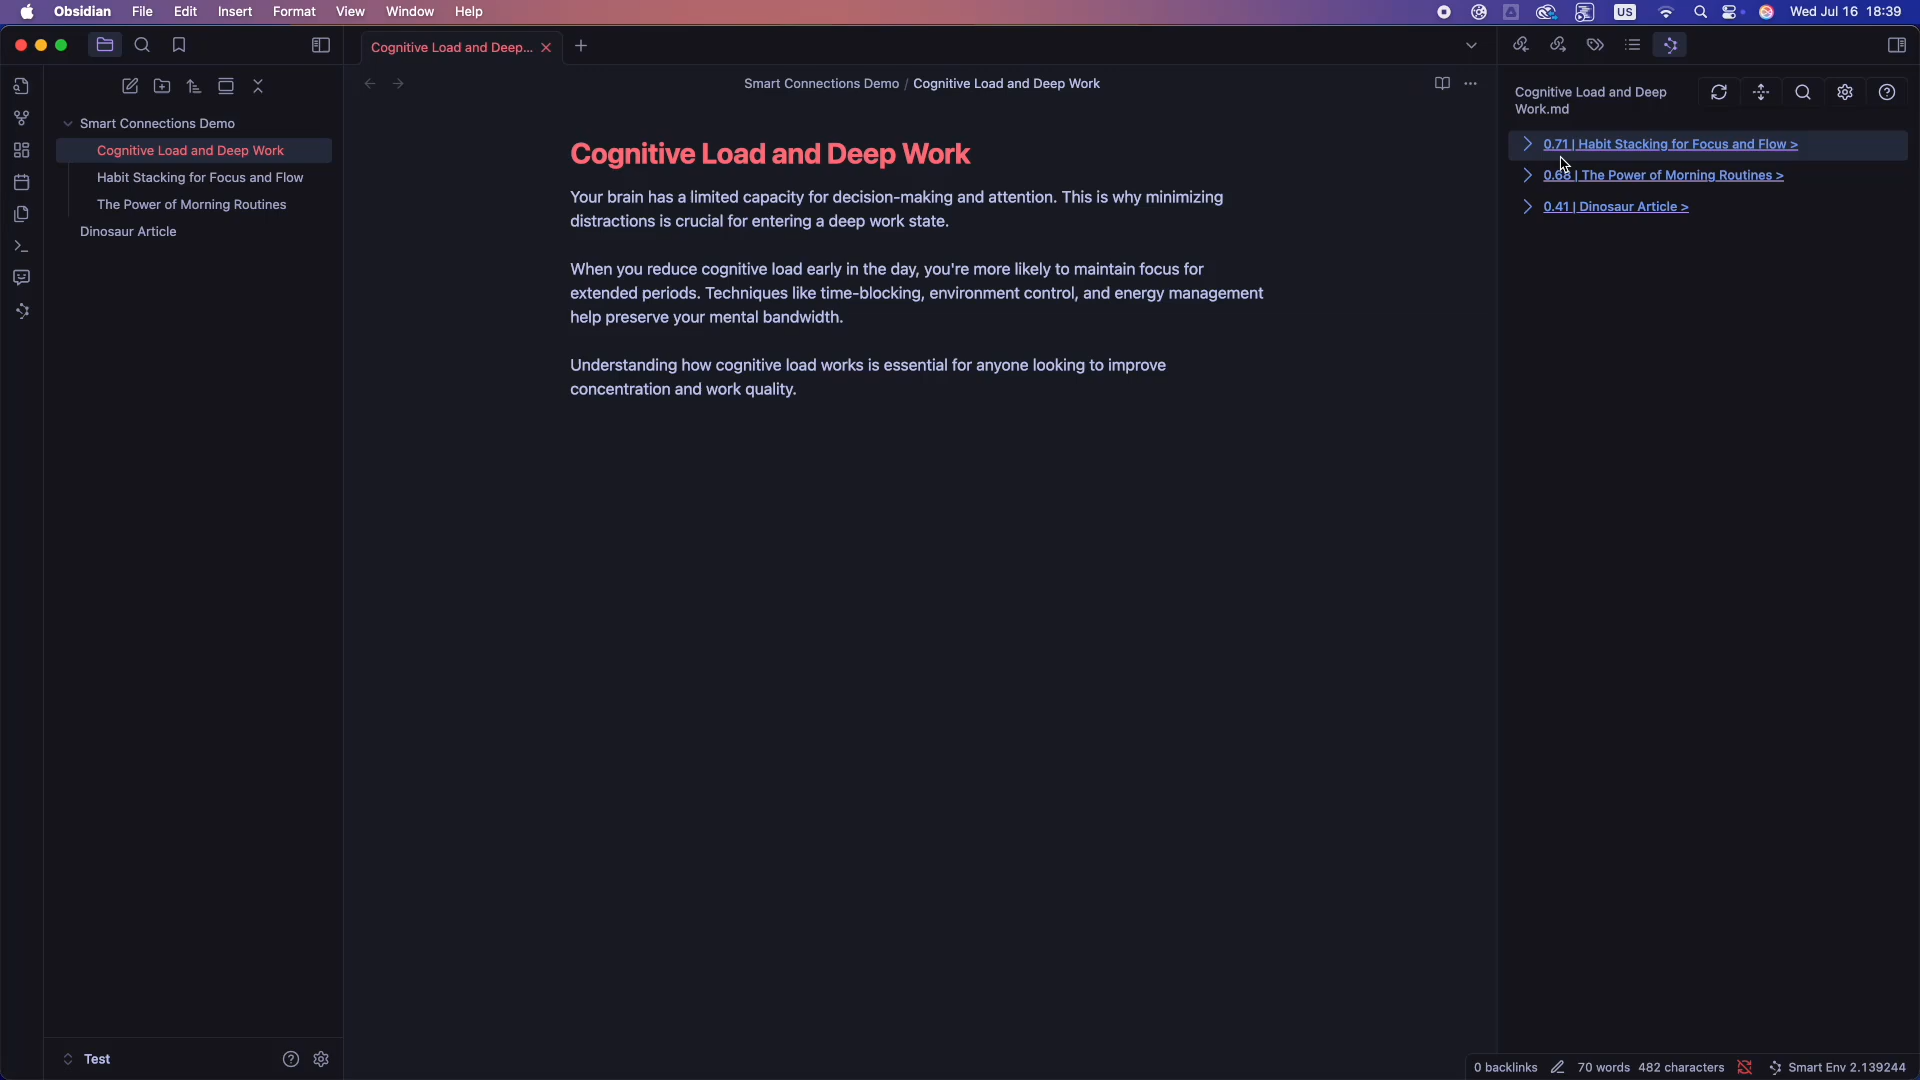 Obsidian File Edit Insert Format View Window Help
US
Wed Jul 16 18:39
Cognitive Load and Deep...
Smart Connections Demo / Cognitive Load and Deep Work
Smart Connections Demo
Cognitive Load and Deep Work
Habit Stacking for Focus and Flow
The Power of Morning Routines
Dinosaur Article
Cognitive Load and Deep Work
Your brain has a limited capacity for decision-making and attention. This is why minimizing
distractions is crucial for entering a deep work state.
When you reduce cognitive load early in the day, you're more likely to maintain focus for
extended periods. Techniques like time-blocking, environment control, and energy management
help preserve your mental bandwidth.
Understanding how cognitive load works is essential for anyone looking to improve
concentration and work quality.
Cognitive Load and Deep
Work.md
0.71 | Habit Stacking for Focus and Flow >
0.68 | The Power of Morning Routines >
0.41 | Dinosaur Article >
Test
0 backlinks
70 words 482 characters
Smart Env 2.139244